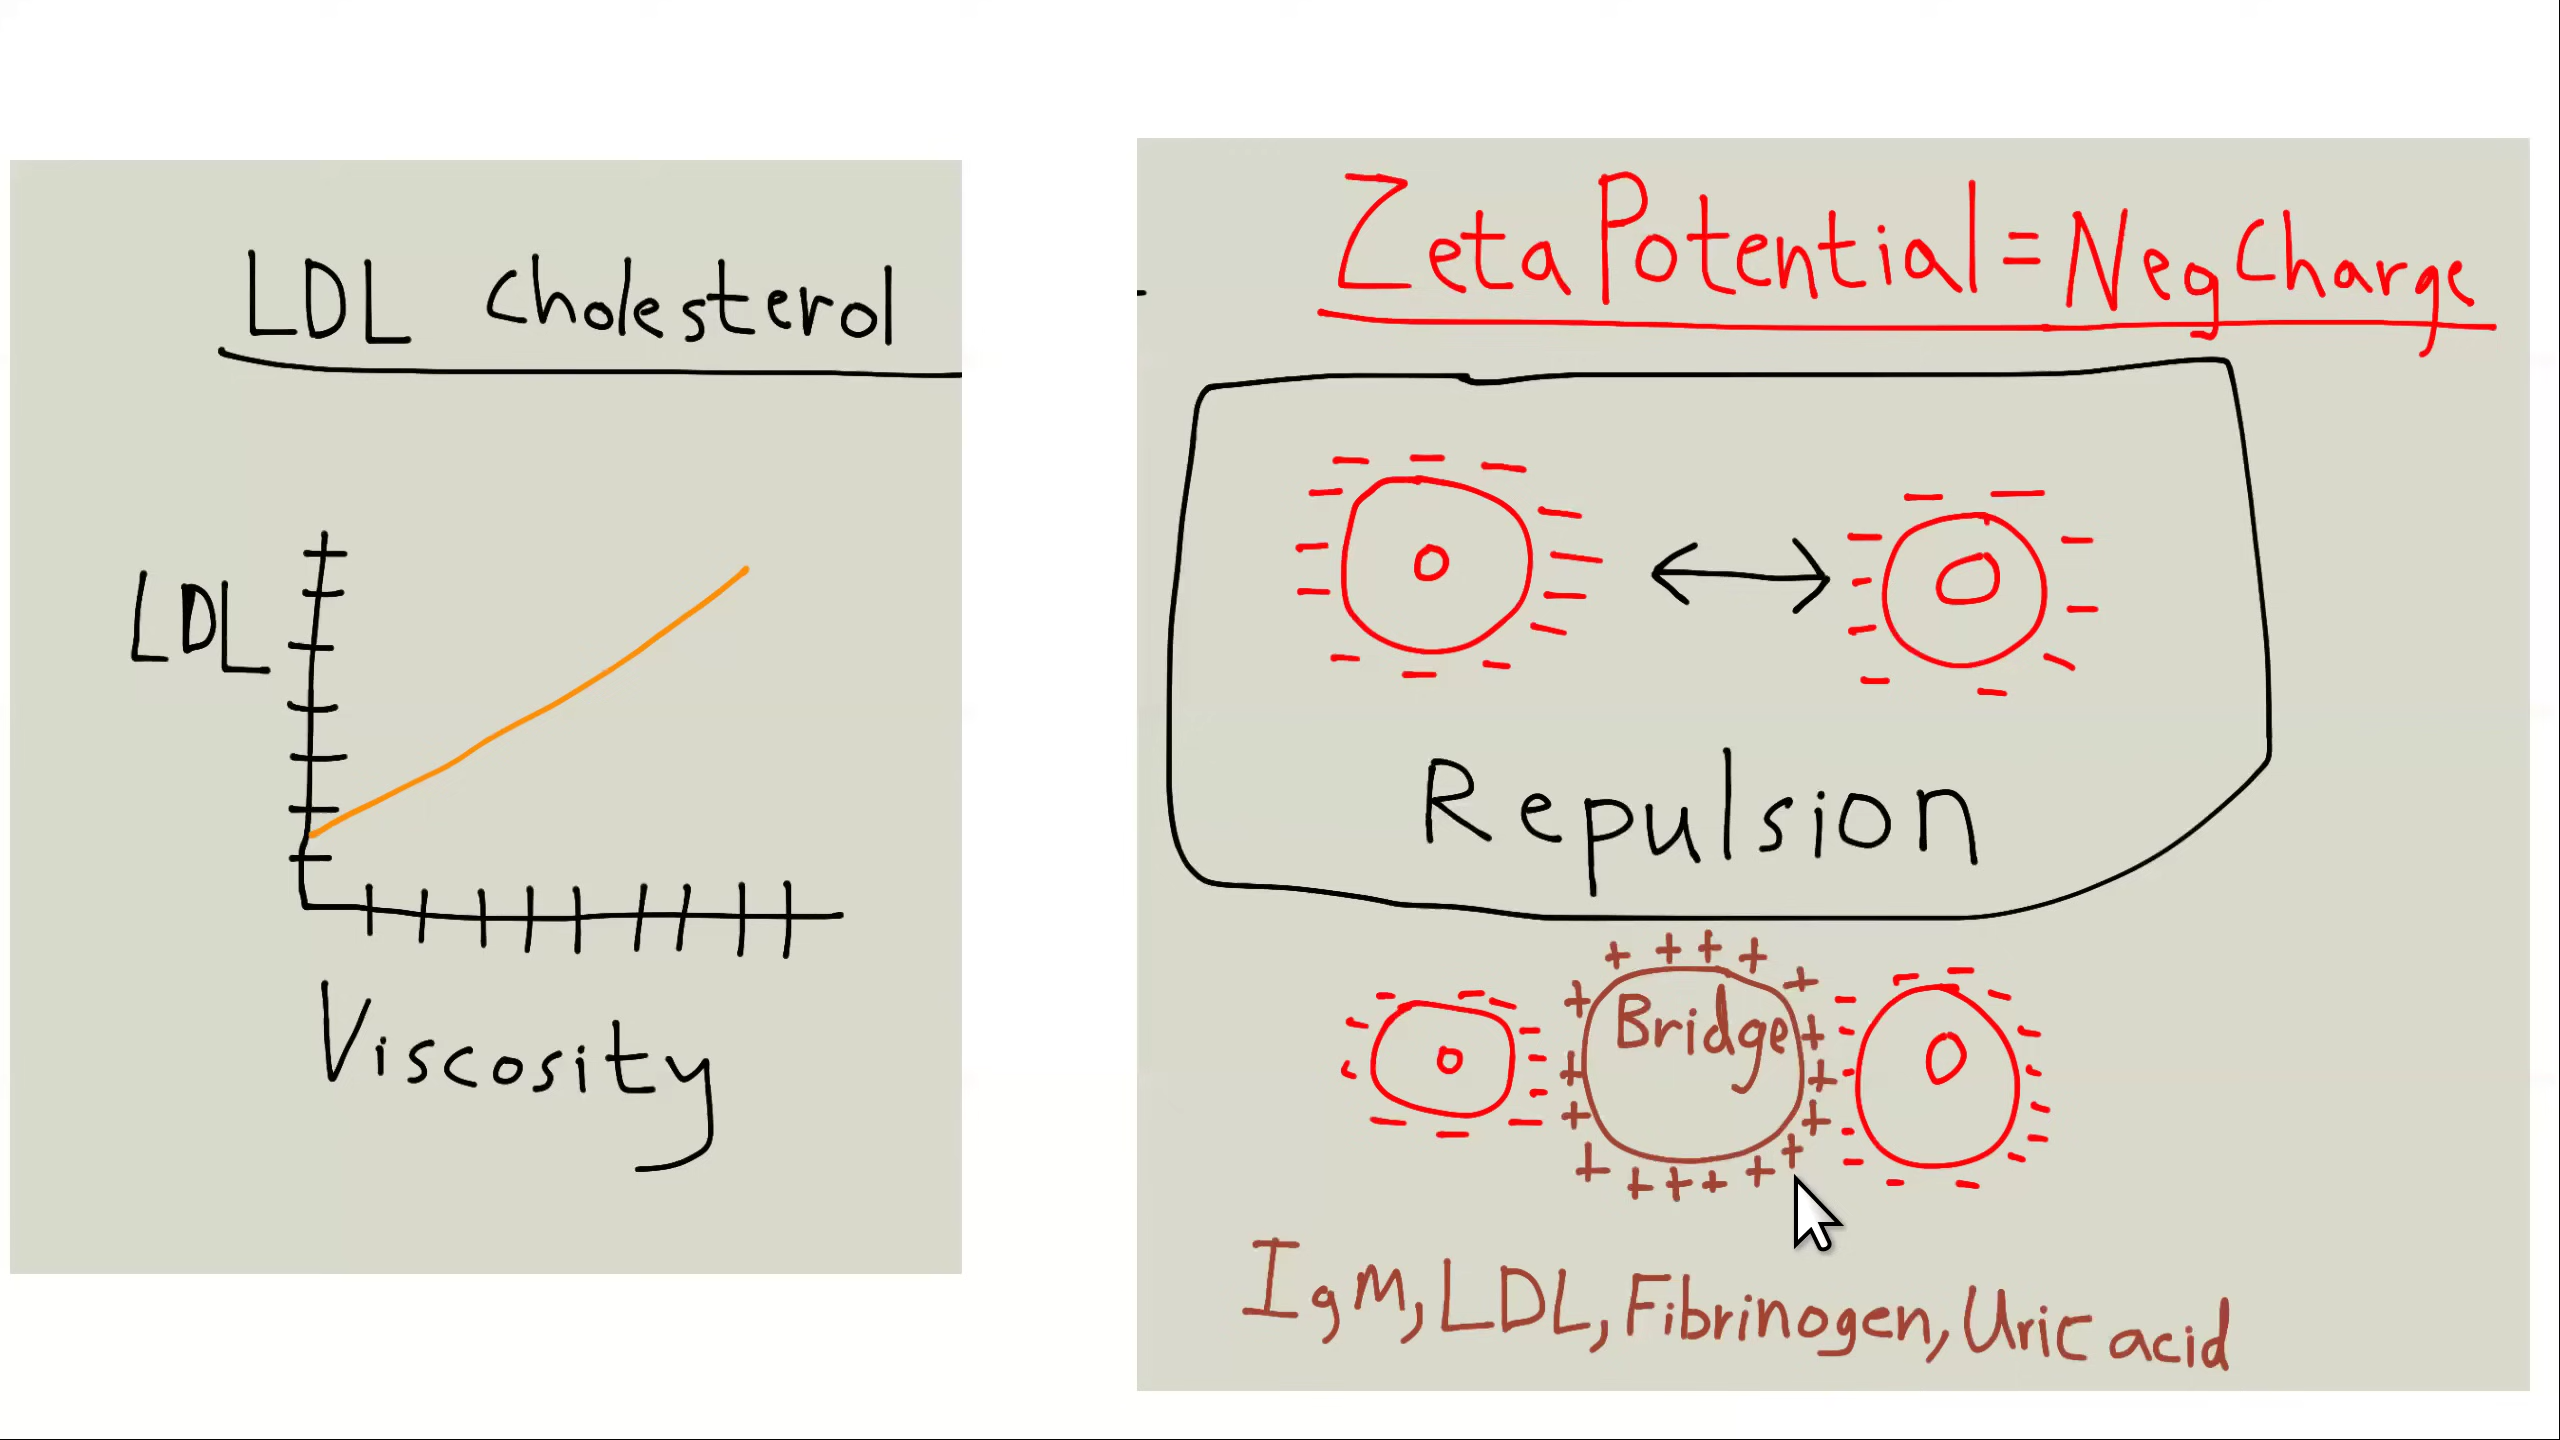 LDL Cholesterol
LDL
Viscosity
Zeta Potential = Neg Charge
Repulsion
Bridge
IgM, LDL, Fibrinogen, Uric acid